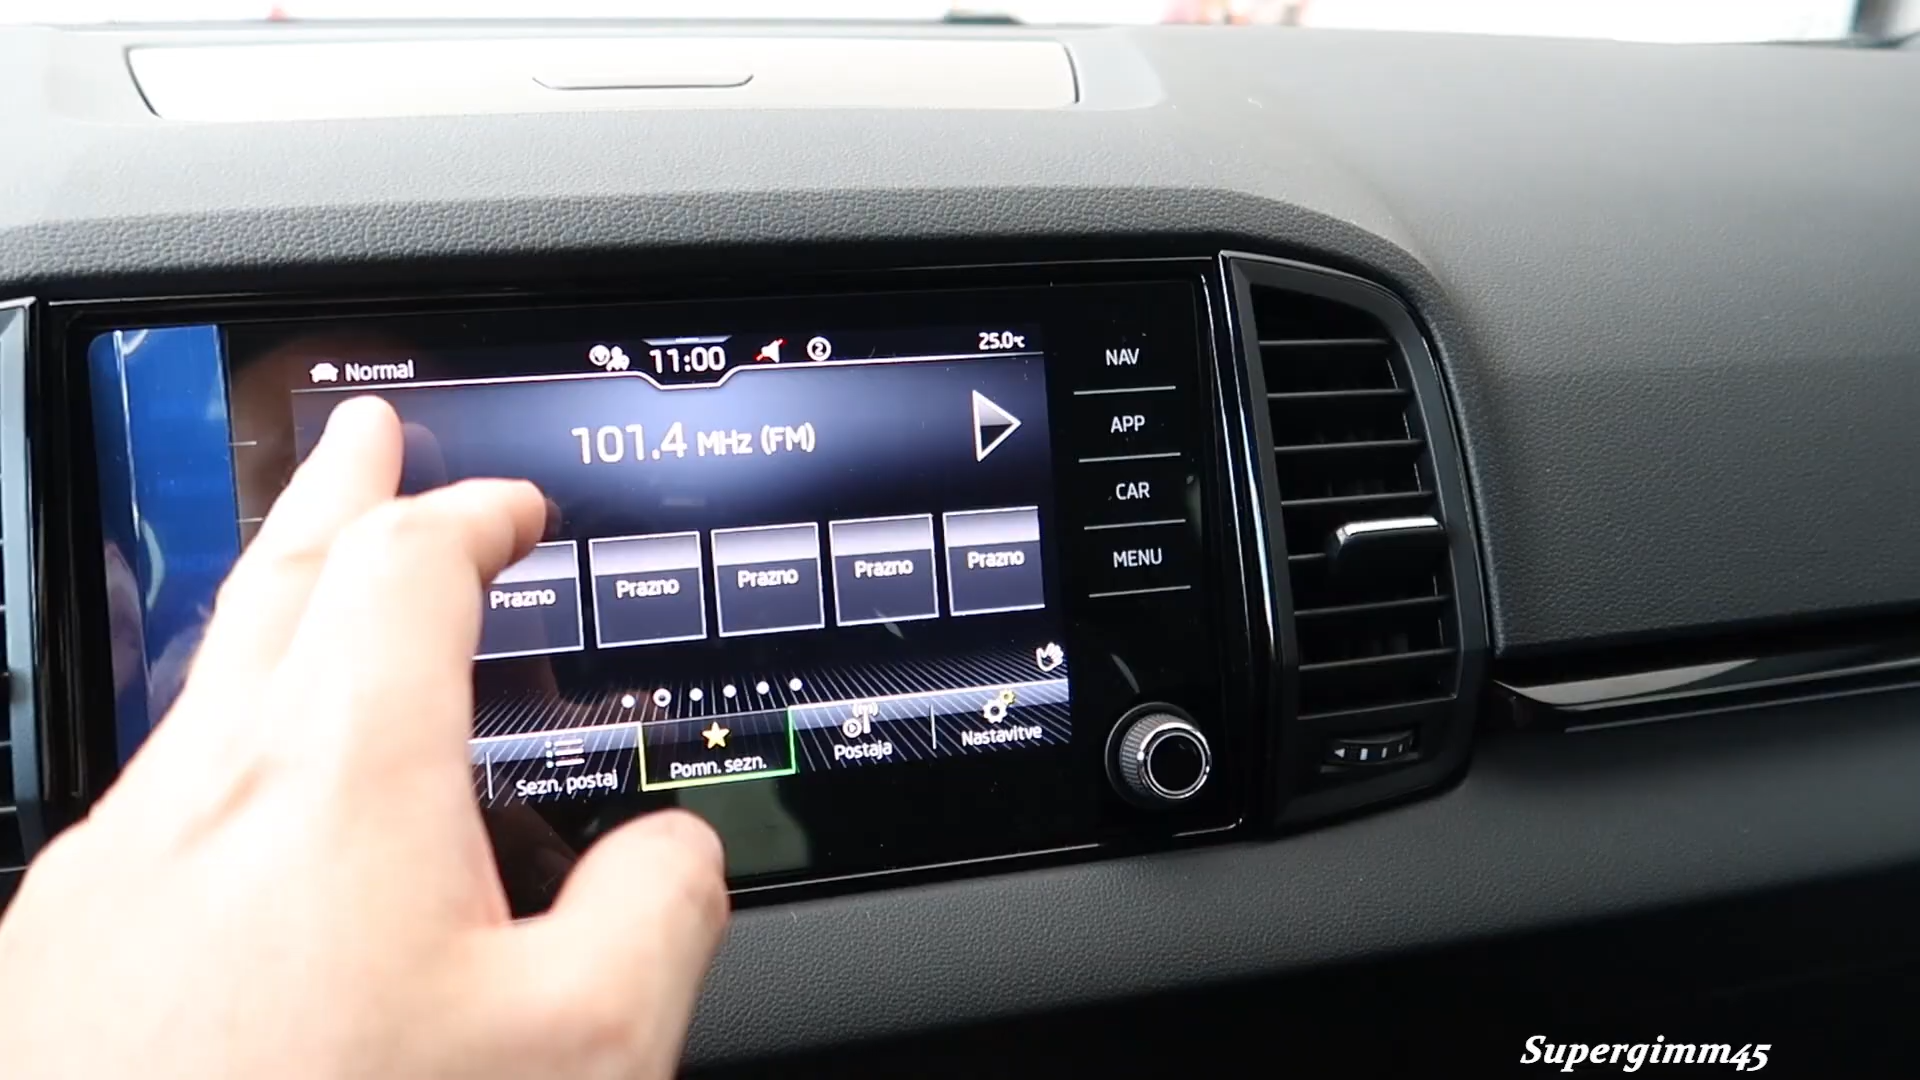 Normal
11:00
2
25.0°C
101.4 MHz (FM)
Prazno
Prazno
Prazno
Prazno
Prazno
Sezn. postaj
Pomn. sezn.
Postaja
Nastavitve
NAV
APP
CAR
MENU
Supergimm45